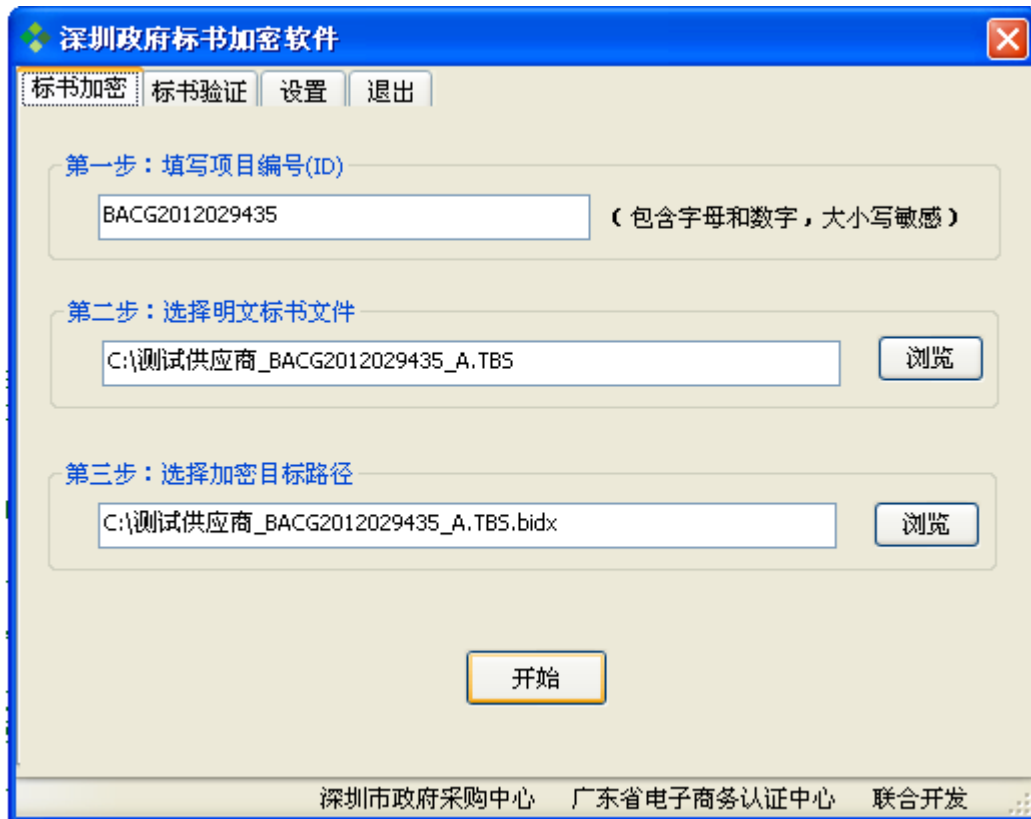 深圳政府标书加密软件
标书加密 标书验证 设置 退出
第一步：填写项目编号(ID)
BACG2012029435 （包含字母和数字，大小写敏感）
第二步：选择明文标书文件
C:\测试供应商_BACG2012029435_A.TBS 浏览
第三步：选择加密目标路径
C:\测试供应商_BACG2012029435_A.TBS.bidx 浏览
开始
深圳市政府采购中心 广东省电子商务认证中心 联合开发